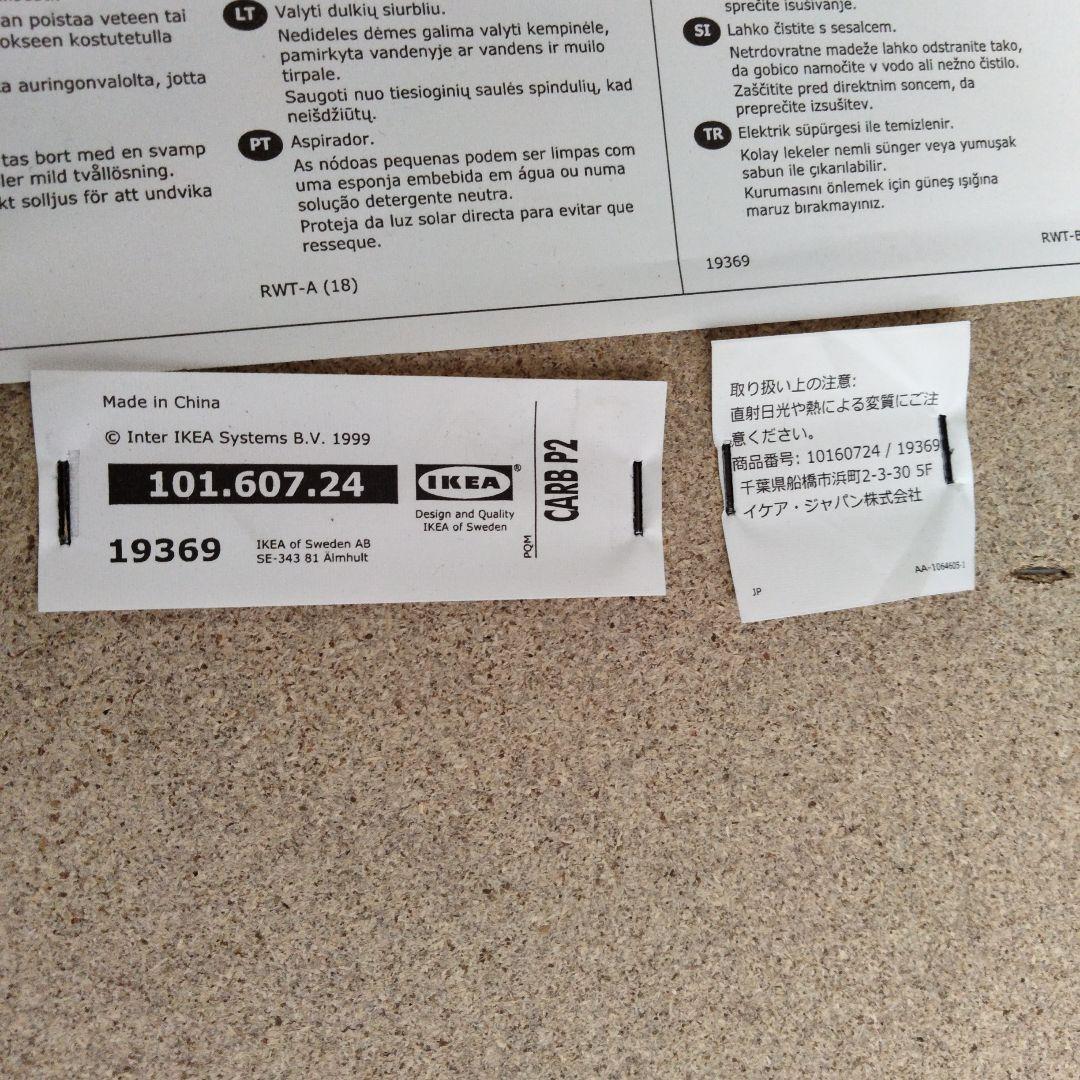 an poistaa veteen tai
okseen kostutetulla
a auringonvalolta, jotta
tas bort med en svamp
ler mild tvållösning.
kt solljus för att undvika
LT Valyti dulkių siurbliu.
Nedideles dėmes galima valyti kempinėle,
pamirkyta vandenyje ar vandens ir muilo
tirpale.
Saugoti nuo tiesioginių saulės spindulių, kad
neišdžiūtų.
PT Aspirador.
As nódoas pequenas podem ser limpas com
uma esponja embebida em água ou numa
solução detergente neutra.
Proteja da luz solar directa para evitar que
resseque.
RWT-A (18)
sprečite isušivanje.
SI Lahko čistite s sesalcem.
Netrdovratne madeže lahko odstranite tako,
da gobico namočite v vodo ali nežno čistilo.
Zaščitite pred direktnim soncem, da
preprečite izsušitev.
TR Elektrik süpürgesi ile temizlenir.
Kolay lekeler nemli sünger veya yumuşak
sabun ile çıkarılabilir.
Kurumasını önlemek için güneş ışığına
maruz bırakmayınız.
19369
RWT-B
Made in China
© Inter IKEA Systems B.V. 1999
101.607.24
19369
IKEA of Sweden AB
SE-343 81 Älmhult
IKEA®
Design and Quality
IKEA of Sweden
PQM
CARB P2
取り扱い上の注意:
直射日光や熱による変質にご注
意ください。
商品番号: 10160724 / 19369
千葉県船橋市浜町2-3-30 5F
イケア・ジャパン株式会社
AA-1064605-1
JP